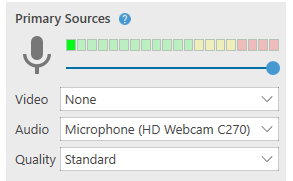 Primary Sources ?
Video None
Audio Microphone (HD Webcam C270)
Quality Standard